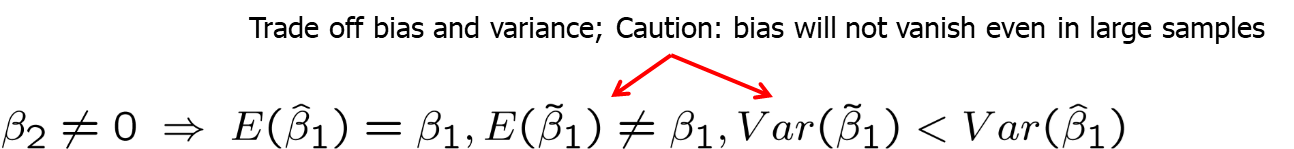 Trade off bias and variance; Caution: bias will not vanish even in large samples
β₂ ≠ 0 ⇒ E(β̂₁) = β₁, E(β̃₁) ≠ β₁, Var(β̃₁) < Var(β̂₁)